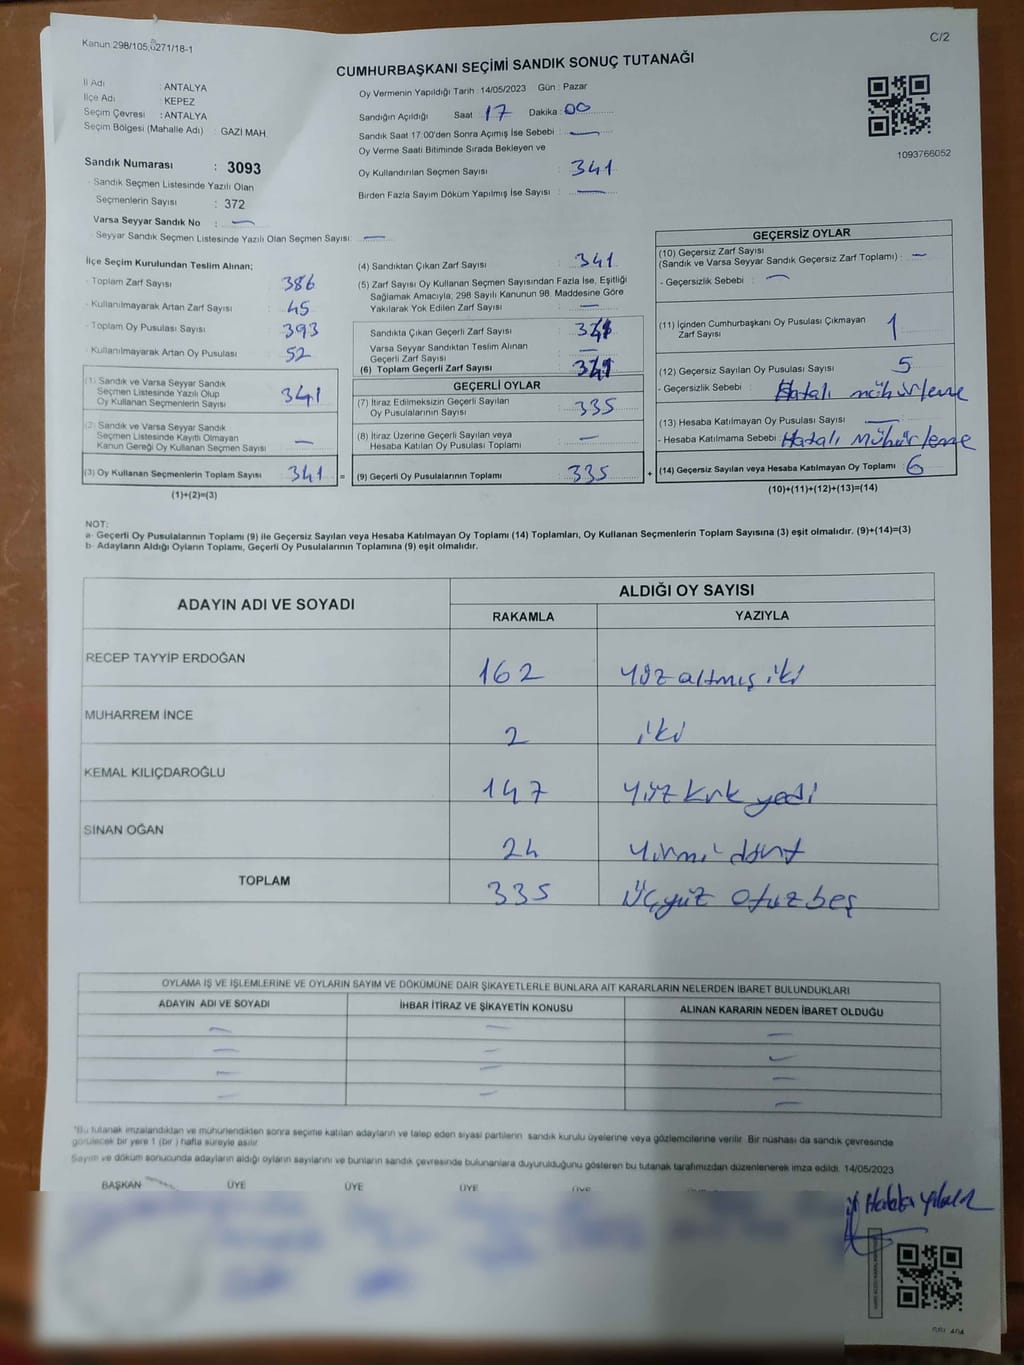 Kanun 298/105,6271/18-1
C/2
CUMHURBAŞKANI SEÇİMİ SANDIK SONUÇ TUTANAĞI
İl Adı : ANTALYA
İlçe Adı : KEPEZ
Seçim Çevresi : ANTALYA
Seçim Bölgesi (Mahalle Adı) : GAZİ MAH.
Sandık Numarası : 3093
- Sandık Seçmen Listesinde Yazılı Olan
Seçmenlerin Sayısı : 372
Varsa Seyyar Sandık No : —
- Seyyar Sandık Seçmen Listesinde Yazılı Olan Seçmen Sayısı: —
Oy Vermenin Yapıldığı Tarih : 14/05/2023 Gün : Pazar
Sandığın Açıldığı Saat : 17 Dakika : 00
Sandık Saat 17:00'den Sonra Açımış İse Sebebi : —
Oy Verme Saati Bitiminde Sırada Bekleyen ve
Oy Kullandırılan Seçmen Sayısı : 341
Birden Fazla Sayım Döküm Yapılmış İse Sayısı : —
1093766052
İlçe Seçim Kurulundan Teslim Alınan;
- Toplam Zarf Sayısı : 386
- Kullanılmayarak Artan Zarf Sayısı : 45
- Toplam Oy Pusulası Sayısı : 393
- Kullanılmayarak Artan Oy Pusulası : 52
(1) Sandık ve Varsa Seyyar Sandık
Seçmen Listesinde Yazılı Olup
Oy Kullanan Seçmenlerin Sayısı : 341
(2) Sandık ve Varsa Seyyar Sandık
Seçmen Listesinde Kayıtlı Olmayan
Kanun Gereği Oy Kullanan Seçmen Sayısı : —
(3) Oy Kullanan Seçmenlerin Toplam Sayısı : 341 =
(1)+(2)=(3)
(4) Sandıktan Çıkan Zarf Sayısı : 341
(5) Zarf Sayısı Oy Kullanan Seçmen Sayısından Fazla İse, Eşitliği
Sağlamak Amacıyla, 298 Sayılı Kanunun 98. Maddesine Göre
Yakılarak Yok Edilen Zarf Sayısı : —
Sandıkta Çıkan Geçerli Zarf Sayısı : 341
Varsa Seyyar Sandıktan Teslim Alınan
Geçerli Zarf Sayısı : —
(6) Toplam Geçerli Zarf Sayısı : 341
GEÇERLİ OYLAR
(7) İtiraz Edilmeksizin Geçerli Sayılan
Oy Pusulalarının Sayısı : 335
(8) İtiraz Üzerine Geçerli Sayılan veya
Hesaba Katılan Oy Pusulası Toplamı : —
(9) Geçerli Oy Pusulalarının Toplamı : 335 +
GEÇERSİZ OYLAR
(10) Geçersiz Zarf Sayısı
(Sandık ve Varsa Seyyar Sandık Geçersiz Zarf Toplamı) : —
- Geçersizlik Sebebi : —
(11) İçinden Cumhurbaşkanı Oy Pusulası Çıkmayan
Zarf Sayısı : 1
(12) Geçersiz Sayılan Oy Pusulası Sayısı : 5
- Geçersizlik Sebebi : Hatalı mühürleme
(13) Hesaba Katılmayan Oy Pusulası Sayısı : —
- Hesaba Katılmama Sebebi : Hatalı Mühürleme
(14) Geçersiz Sayılan veya Hesaba Katılmayan Oy Toplamı : 6
(10)+(11)+(12)+(13)=(14)
NOT:
a- Geçerli Oy Pusulalarının Toplamı (9) ile Geçersiz Sayılan veya Hesaba Katılmayan Oy Toplamı (14) Toplamları, Oy Kullanan Seçmenlerin Toplam Sayısına (3) eşit olmalıdır. (9)+(14)=(3)
b- Adayların Aldığı Oyların Toplamı, Geçerli Oy Pusulalarının Toplamına (9) eşit olmalıdır.
ADAYIN ADI VE SOYADI
ALDIĞI OY SAYISI
RAKAMLA YAZIYLA
RECEP TAYYİP ERDOĞAN 162 yüz altmış iki
MUHARREM İNCE 2 iki
KEMAL KILIÇDAROĞLU 147 yüz kırk yedi
SİNAN OĞAN 24 yirmi dört
TOPLAM 335 üçyüz otuz beş
OYLAMA İŞ VE İŞLEMLERİNE VE OYLARIN SAYIM VE DÖKÜMÜNE DAİR ŞİKAYETLERLE BUNLARA AİT KARARLARIN NELERDEN İBARET BULUNDUKLARI
ADAYIN ADI VE SOYADI İHBAR İTİRAZ VE ŞİKAYETİN KONUSU ALINAN KARARIN NEDEN İBARET OLDUĞU
— — —
— — —
— — —
— — —
*Bu tutanak imzalandıktan ve mühürlendikten sonra seçime katılan adayların ve talep eden siyasi partilerin sandık kurulu üyelerine veya gözlemcilerine verilir. Bir nüshası da sandık çevresinde
görülecek bir yere 1 (bir ) hafta süreyle asılır.
Sayım ve döküm sonucunda adayların aldığı oyların sayılarını ve bunların sandık çevresinde bulunanlara duyurulduğunu gösteren bu tutanak tarafımızdan düzenlenerek imza edildi. 14/05/2023
BAŞKAN ÜYE ÜYE ÜYE ÜYE